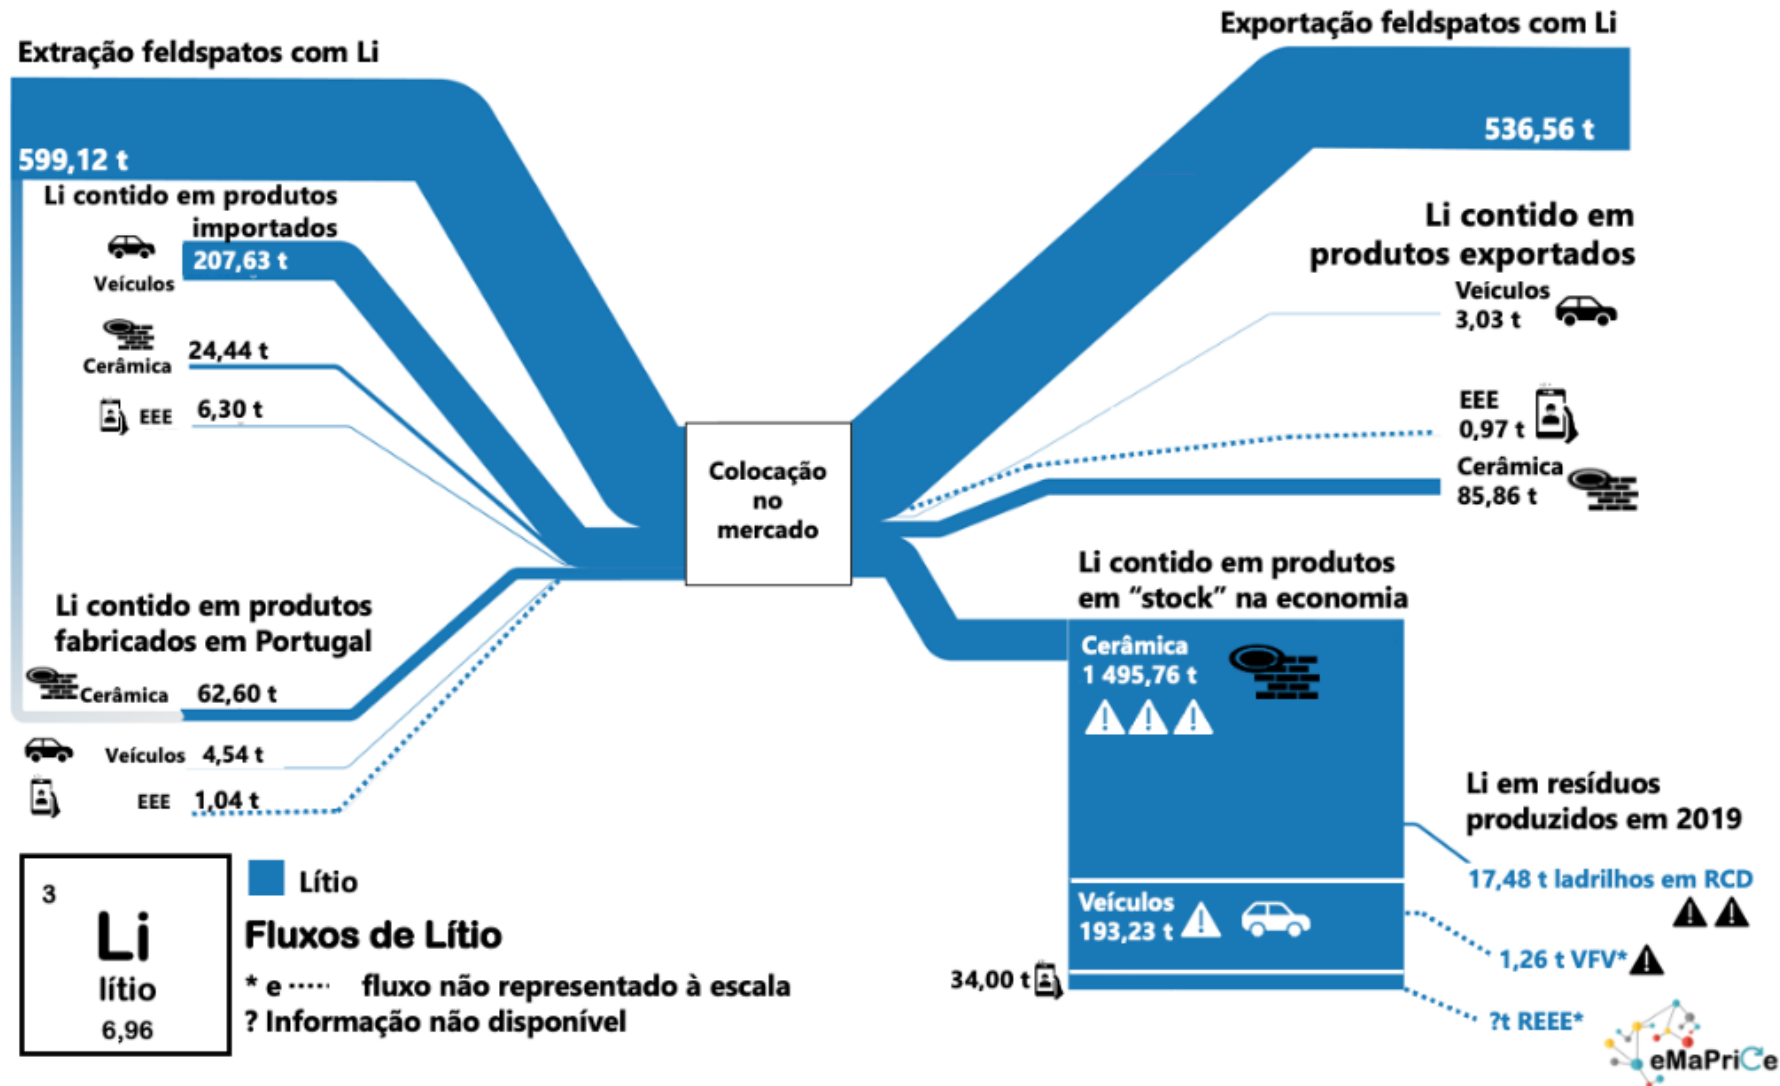 Extração feldspatos com Li
599,12 t
Li contido em produtos
importados
207,63 t
Veículos
24,44 t
Cerâmica
EEE
6,30 t
Li contido em produtos
fabricados em Portugal
Cerâmica
62,60 t
Veículos
4,54 t
EEE
1,04 t
Colocação
no
mercado
Exportação feldspatos com Li
536,56 t
Li contido em
produtos exportados
Veículos
3,03 t
EEE
0,97 t
Cerâmica
85,86 t
Li contido em produtos
em “stock” na economia
Cerâmica
1 495,76 t
Veículos
193,23 t
34,00 t
Li em resíduos
produzidos em 2019
17,48 t ladrilhos em RCD
1,26 t VFV*
?t REEE*
3
Li
lítio
6,96
Lítio
Fluxos de Lítio
* e ····· fluxo não representado à escala
? Informação não disponível
eMaPriCe